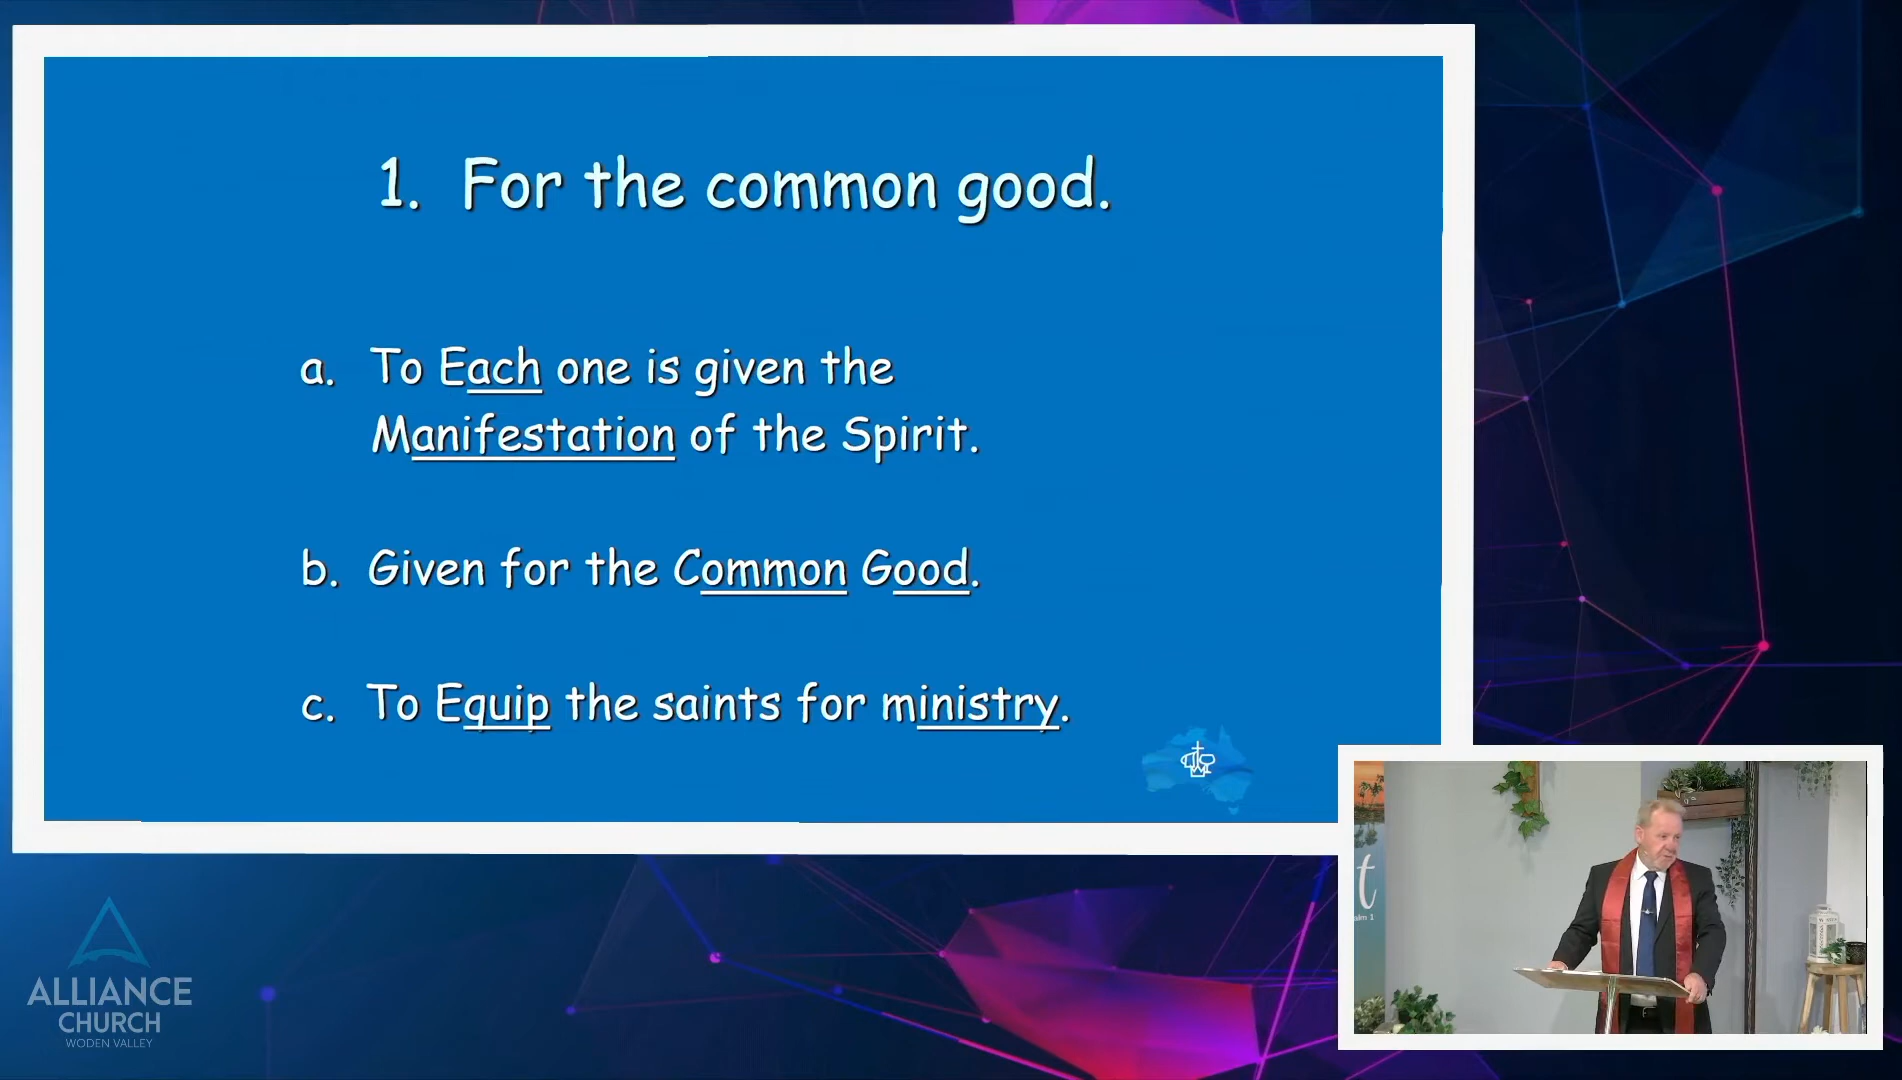 1. For the common good.
a. To Each one is given the
Manifestation of the Spirit.
b. Given for the Common Good.
c. To Equip the saints for ministry.
t
ALLIANCE
CHURCH
WODEN VALLEY